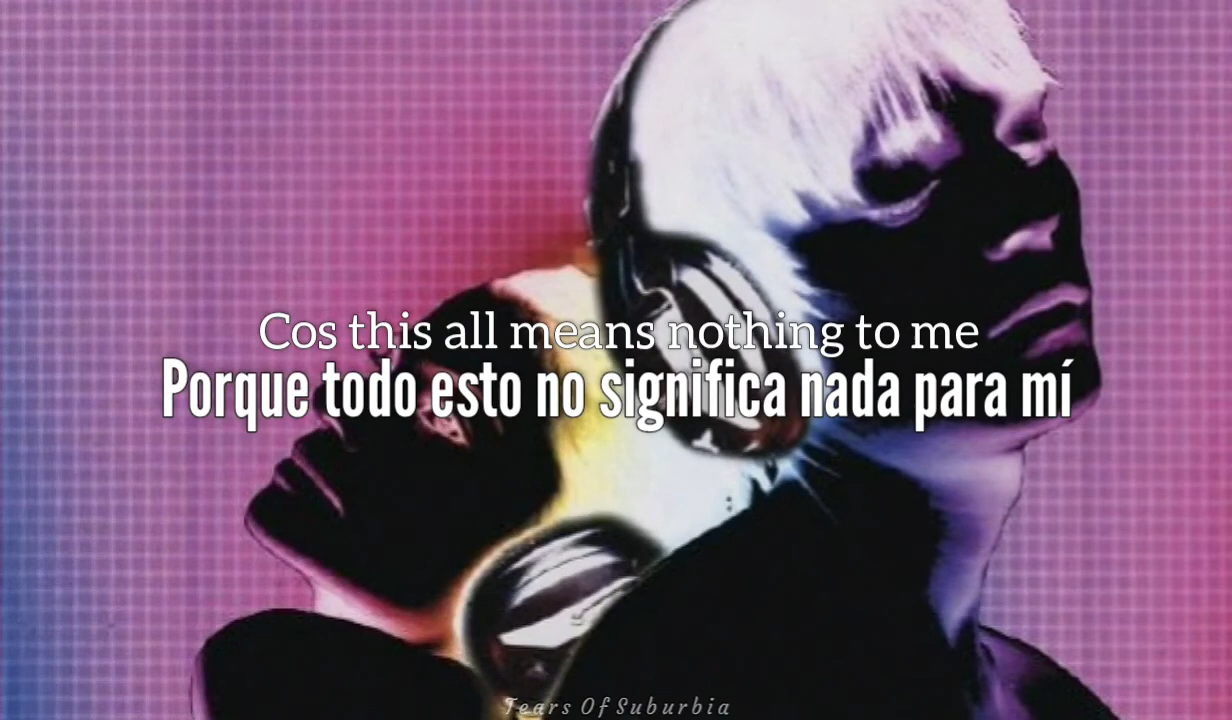 Cos this all means nothing to me
Porque todo esto no significa nada para mí
Tears Of Suburbia